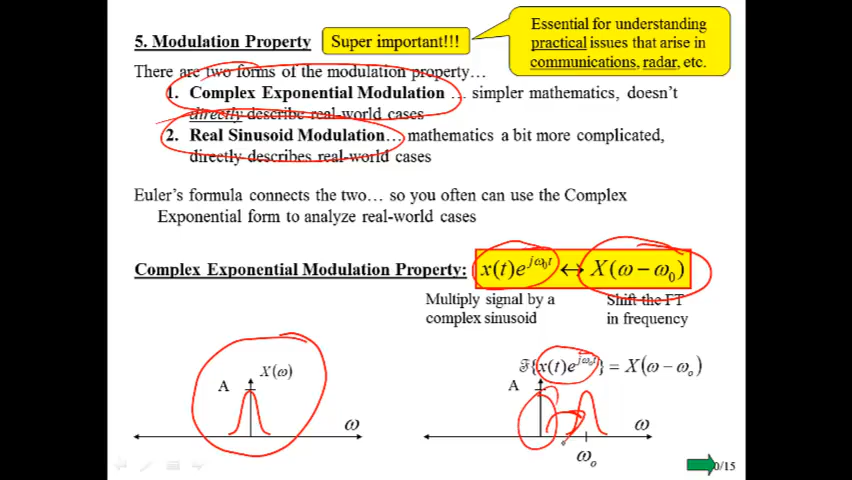 5. Modulation Property
Super important!!!
Essential for understanding
practical issues that arise in
communications, radar, etc.
There are two forms of the modulation property…
1. Complex Exponential Modulation … simpler mathematics, doesn't
directly describe real-world cases
2. Real Sinusoid Modulation… mathematics a bit more complicated,
directly describes real-world cases
Euler's formula connects the two… so you often can use the Complex
Exponential form to analyze real-world cases
Complex Exponential Modulation Property: x(t)e^{jω₀t} ↔ X(ω − ω₀)
Multiply signal by a
complex sinusoid
Shift the FT
in frequency
X(ω)
A
ω
ℑ{x(t)e^{jω₀t}} = X(ω − ωₒ)
A
ω
ωₒ
0/15